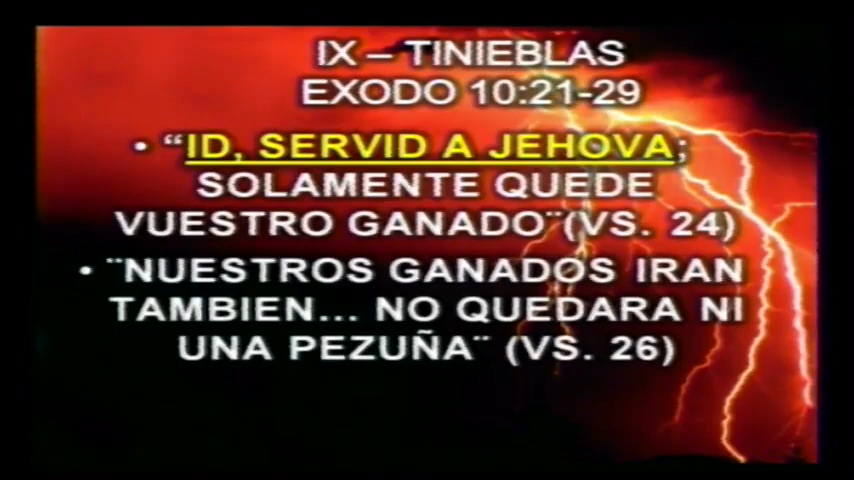 IX – TINIEBLAS
EXODO 10:21-29
• “ID, SERVID A JEHOVA;
SOLAMENTE QUEDE
VUESTRO GANADO¨(VS. 24)
• ¨NUESTROS GANADOS IRAN
TAMBIEN... NO QUEDARA NI
UNA PEZUÑA¨ (VS. 26)